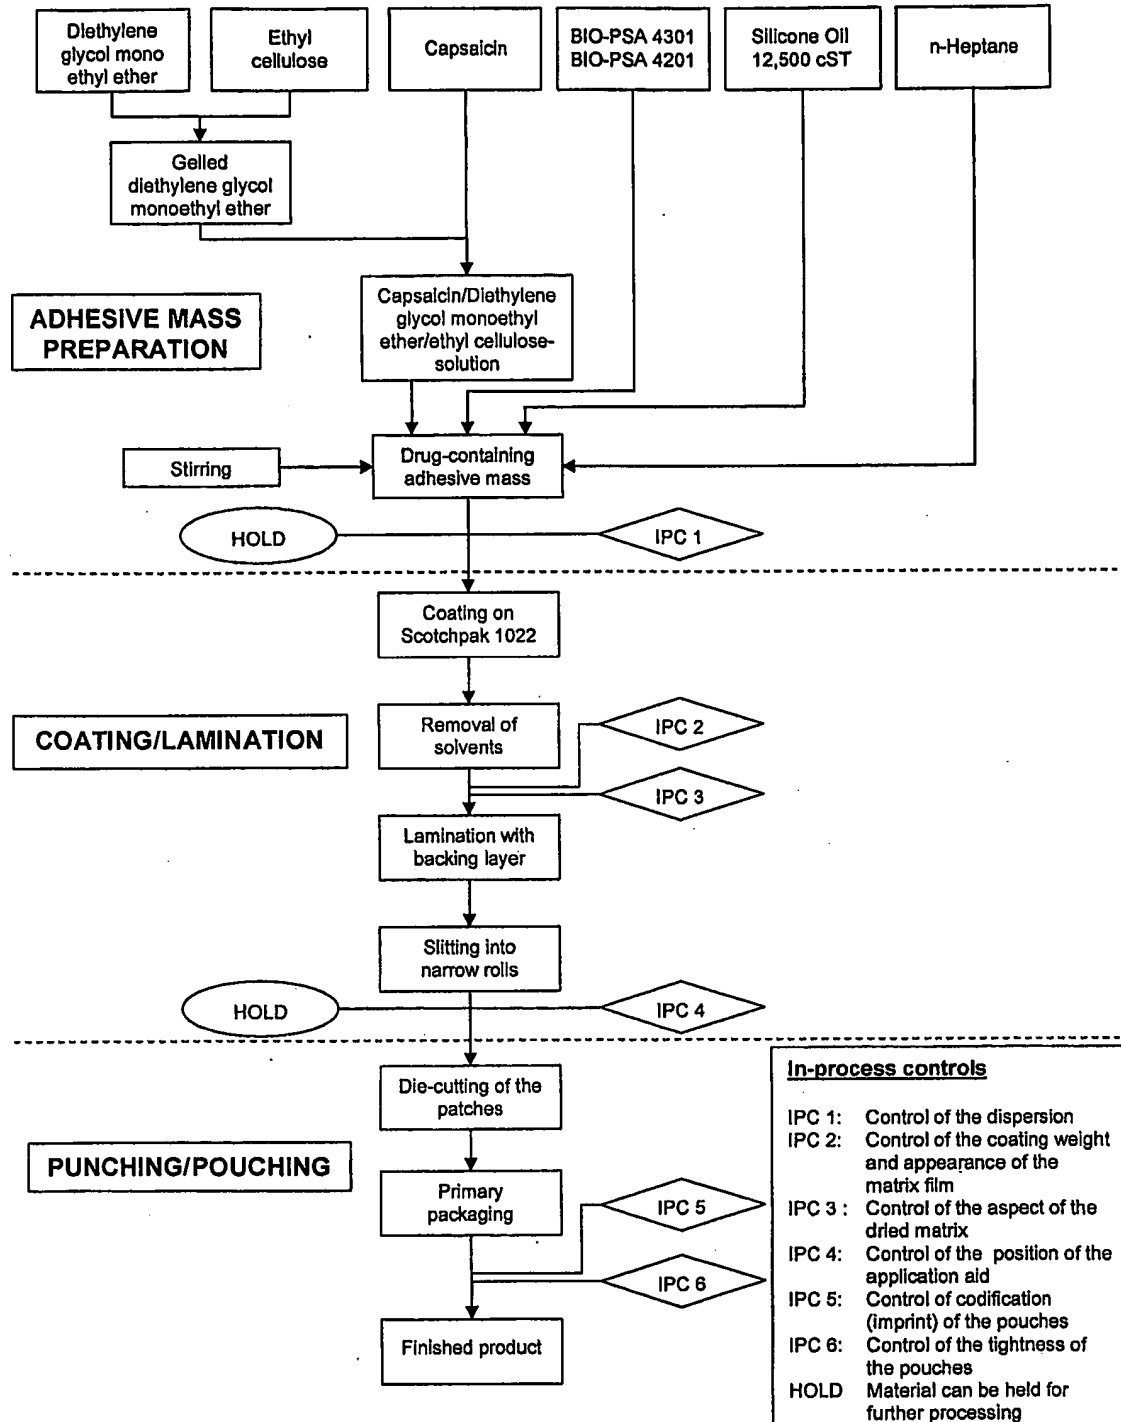 Diethylene
glycol mono
ethyl ether
Ethyl
cellulose
Capsaicin
BIO-PSA 4301
BIO-PSA 4201
Silicone Oil
12,500 cST
n-Heptane
Gelled
diethylene glycol
monoethyl ether
ADHESIVE MASS
PREPARATION
Capsaicin/Diethylene
glycol monoethyl
ether/ethyl cellulose-
solution
Stirring
Drug-containing
adhesive mass
HOLD
IPC 1
Coating on
Scotchpak 1022
COATING/LAMINATION
Removal of
solvents
IPC 2
IPC 3
Lamination with
backing layer
Slitting into
narrow rolls
HOLD
IPC 4
Die-cutting of the
patches
PUNCHING/POUCHING
Primary
packaging
IPC 5
IPC 6
Finished product
In-process controls
IPC 1: Control of the dispersion
IPC 2: Control of the coating weight
and appearance of the
matrix film
IPC 3 : Control of the aspect of the
dried matrix
IPC 4: Control of the position of the
application aid
IPC 5: Control of codification
(imprint) of the pouches
IPC 6: Control of the tightness of
the pouches
HOLD Material can be held for
further processing